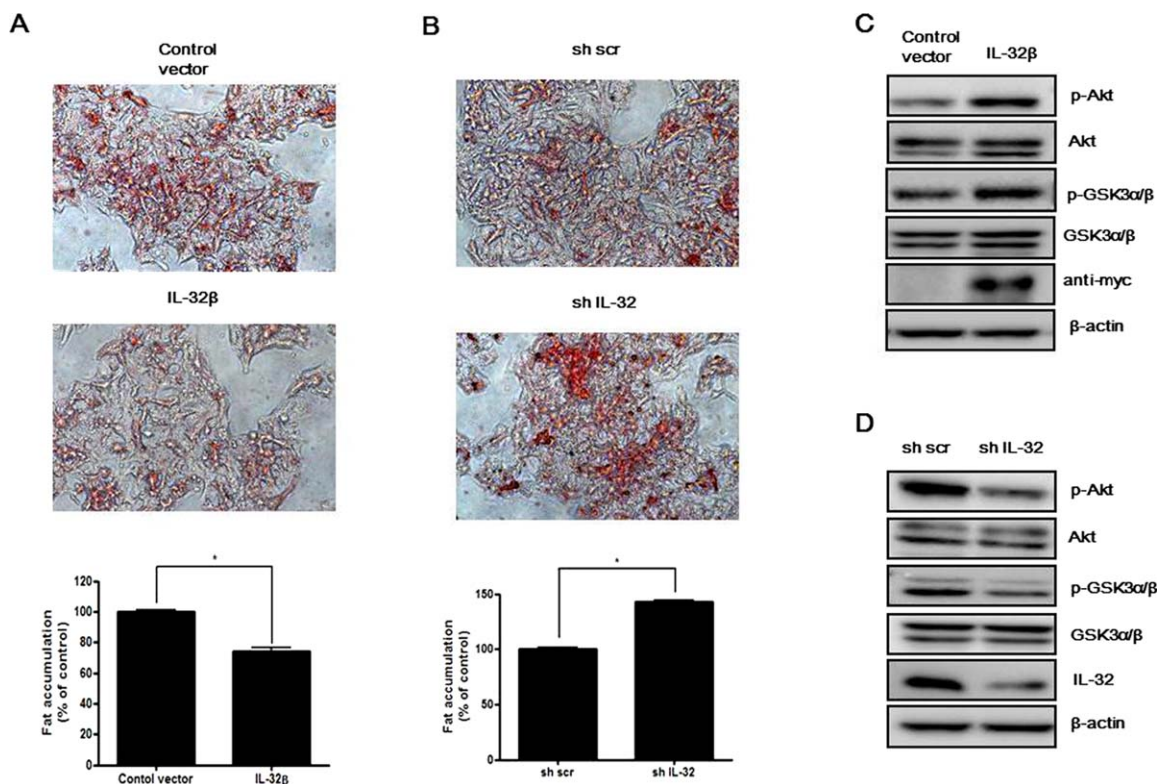 A
Control
vector
IL-32β
*
120
100
80
60
40
20
0
Fat accumulation
(% of control)
Contol vector
IL-32β
B
sh scr
sh IL-32
*
150
100
50
0
Fat accumulation
(% of control)
sh scr
sh IL-32
C
Control
vector
IL-32β
p-Akt
Akt
p-GSK3α/β
GSK3α/β
anti-myc
β-actin
D
sh scr
sh IL-32
p-Akt
Akt
p-GSK3α/β
GSK3α/β
IL-32
β-actin